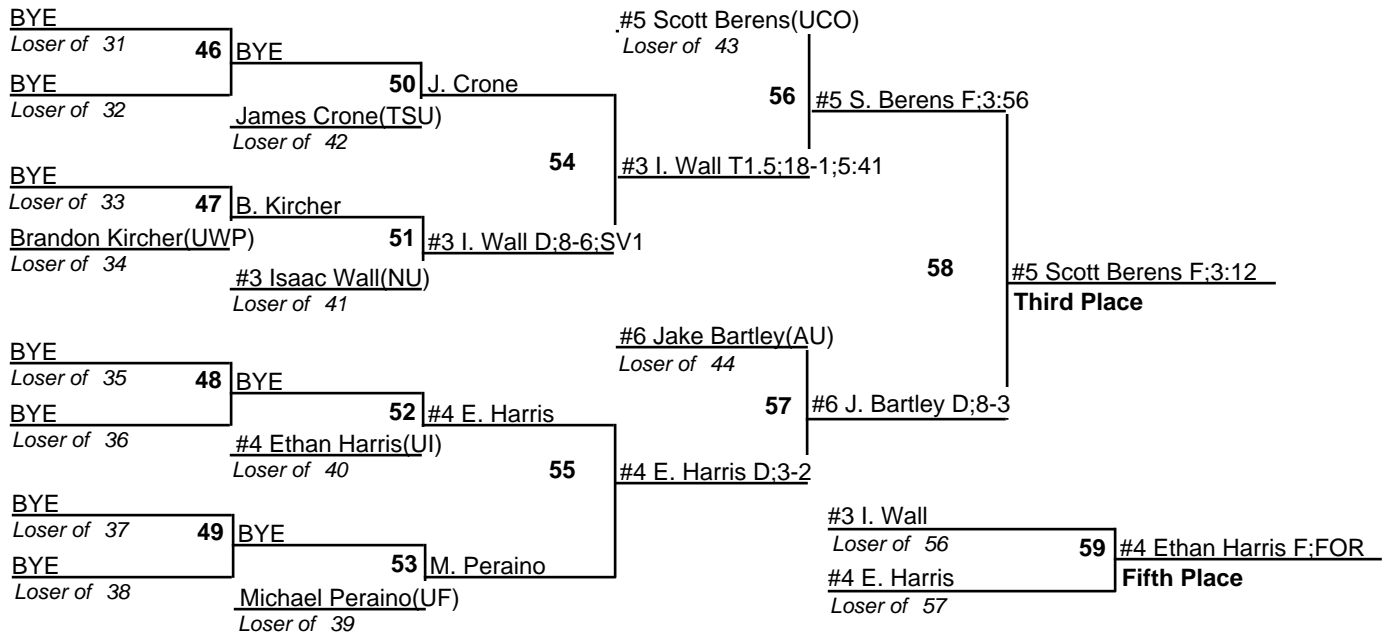 BYE
Loser of 31
46
BYE
BYE
Loser of 32
50
J. Crone
James Crone(TSU)
Loser of 42
BYE
Loser of 33
47
B. Kircher
Brandon Kircher(UWP)
Loser of 34
51
#3 I. Wall D;8-6;SV1
#3 Isaac Wall(NU)
Loser of 41
54
#3 I. Wall T1.5;18-1;5:41
#5 Scott Berens(UCO)
Loser of 43
56
#5 S. Berens F;3:56
BYE
Loser of 35
48
BYE
BYE
Loser of 36
52
#4 E. Harris
#4 Ethan Harris(UI)
Loser of 40
BYE
Loser of 37
49
BYE
BYE
Loser of 38
53
M. Peraino
Michael Peraino(UF)
Loser of 39
55
#4 E. Harris D;3-2
#6 Jake Bartley(AU)
Loser of 44
57
#6 J. Bartley D;8-3
58
#5 Scott Berens F;3:12
Third Place
#3 I. Wall
Loser of 56
59
#4 Ethan Harris F;FOR
Fifth Place
#4 E. Harris
Loser of 57